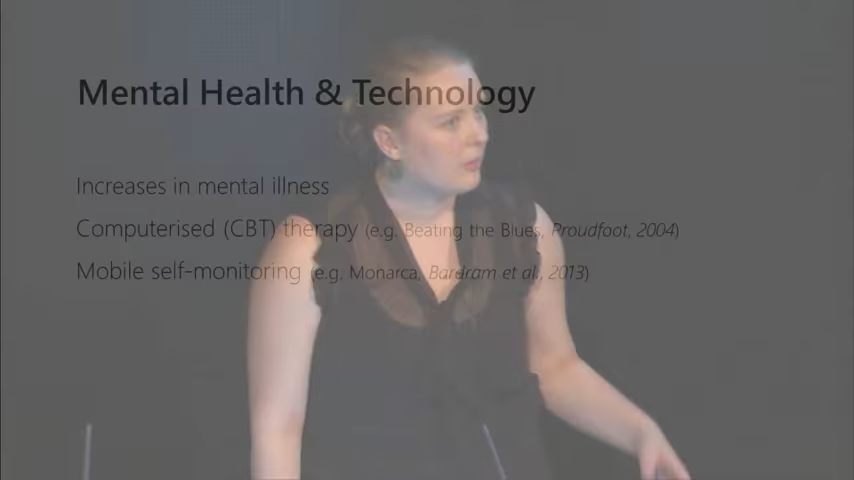 Mental Health & Technology
Increases in mental illness
Computerised (CBT) therapy (e.g. Beating the Blues, Proudfoot, 2004)
Mobile self-monitoring (e.g. Monarca, Bardram et al., 2013)